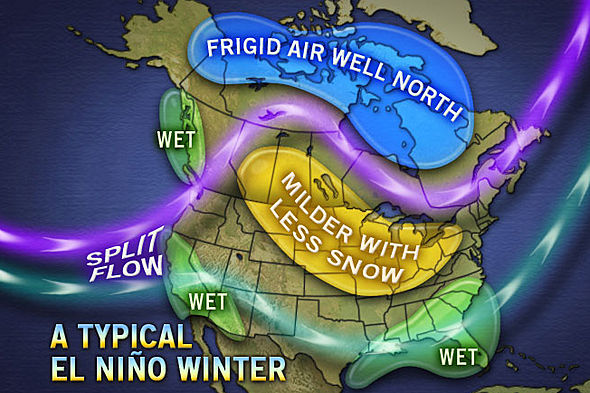 FRIGID AIR WELL NORTH
WET
MILDER WITH
LESS SNOW
SPLIT
FLOW
WET
WET
A TYPICAL
EL NIÑO WINTER